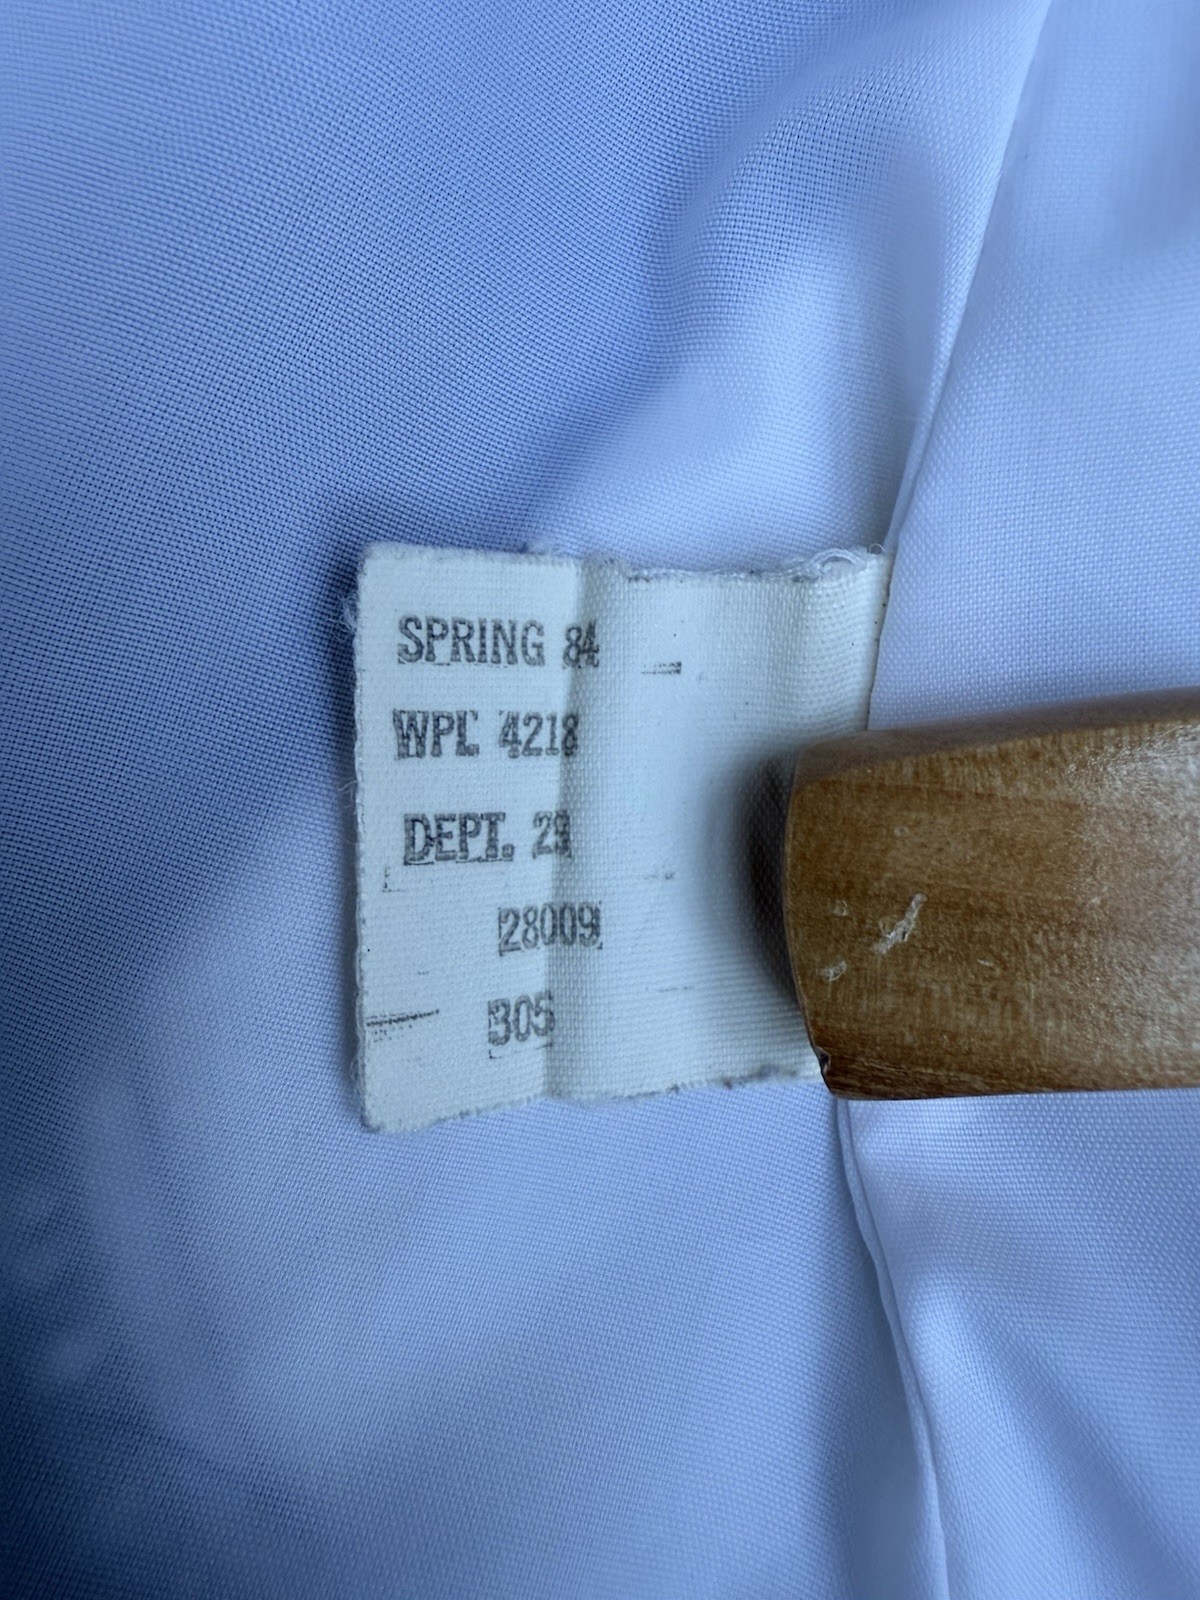 SPRING 84
WPL 4218
DEPT. 29
28009
305